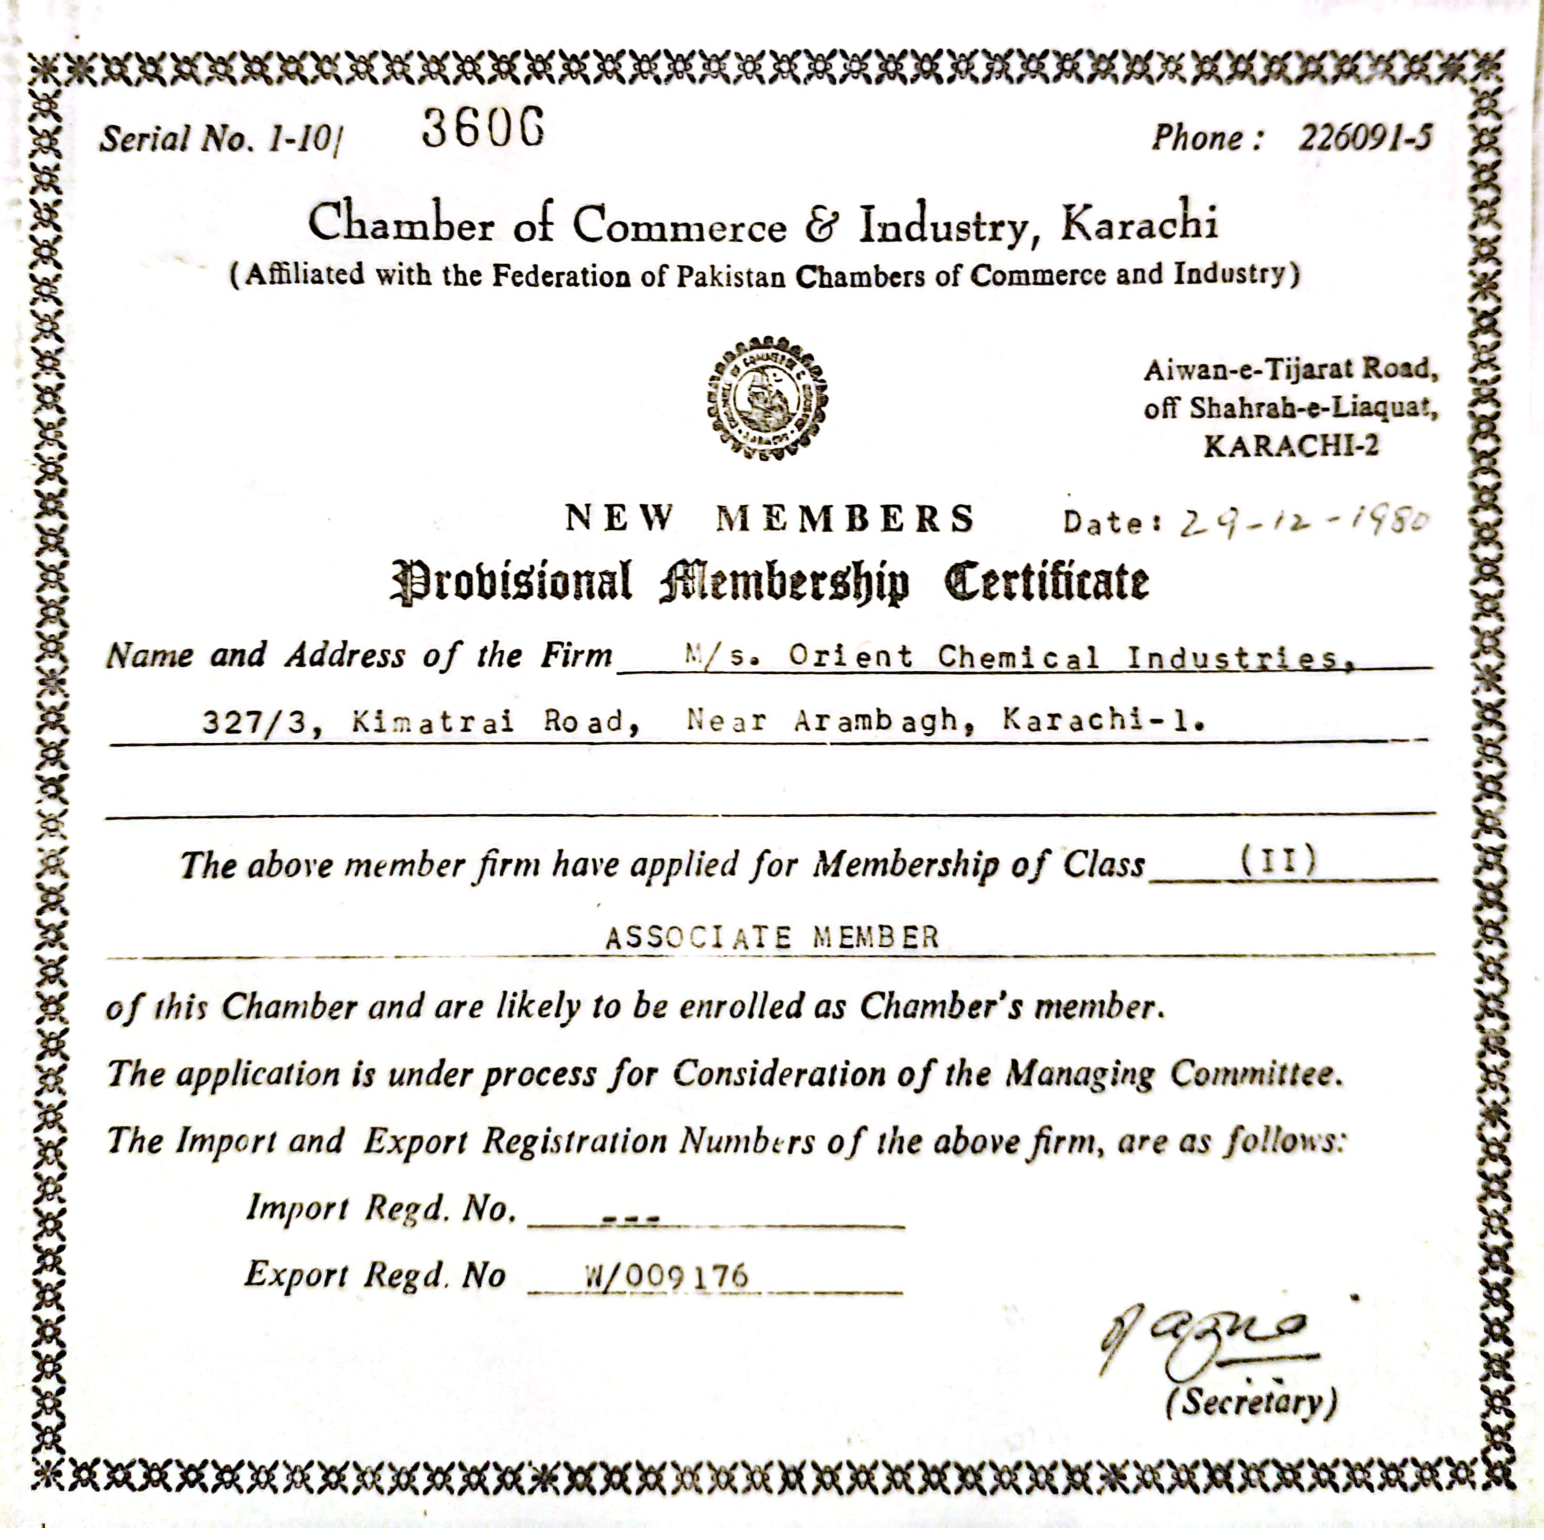 Serial No. 1-10/ 3606
Phone : 226091-5
Chamber of Commerce & Industry, Karachi
(Affiliated with the Federation of Pakistan Chambers of Commerce and Industry)
Aiwan-e-Tijarat Road,
off Shahrah-e-Liaquat,
KARACHI-2
NEW MEMBERS
Date: 29-12-1980
Provisional Membership Certificate
Name and Address of the Firm M/s. Orient Chemical Industries,
327/3, Kimatrai Road, Near Arambagh, Karachi-1.
The above member firm have applied for Membership of Class (II)
ASSOCIATE MEMBER
of this Chamber and are likely to be enrolled as Chamber's member.
The application is under process for Consideration of the Managing Committee.
The Import and Export Registration Numbers of the above firm, are as follows:
Import Regd. No. ---
Export Regd. No W/009176
(Secretary)